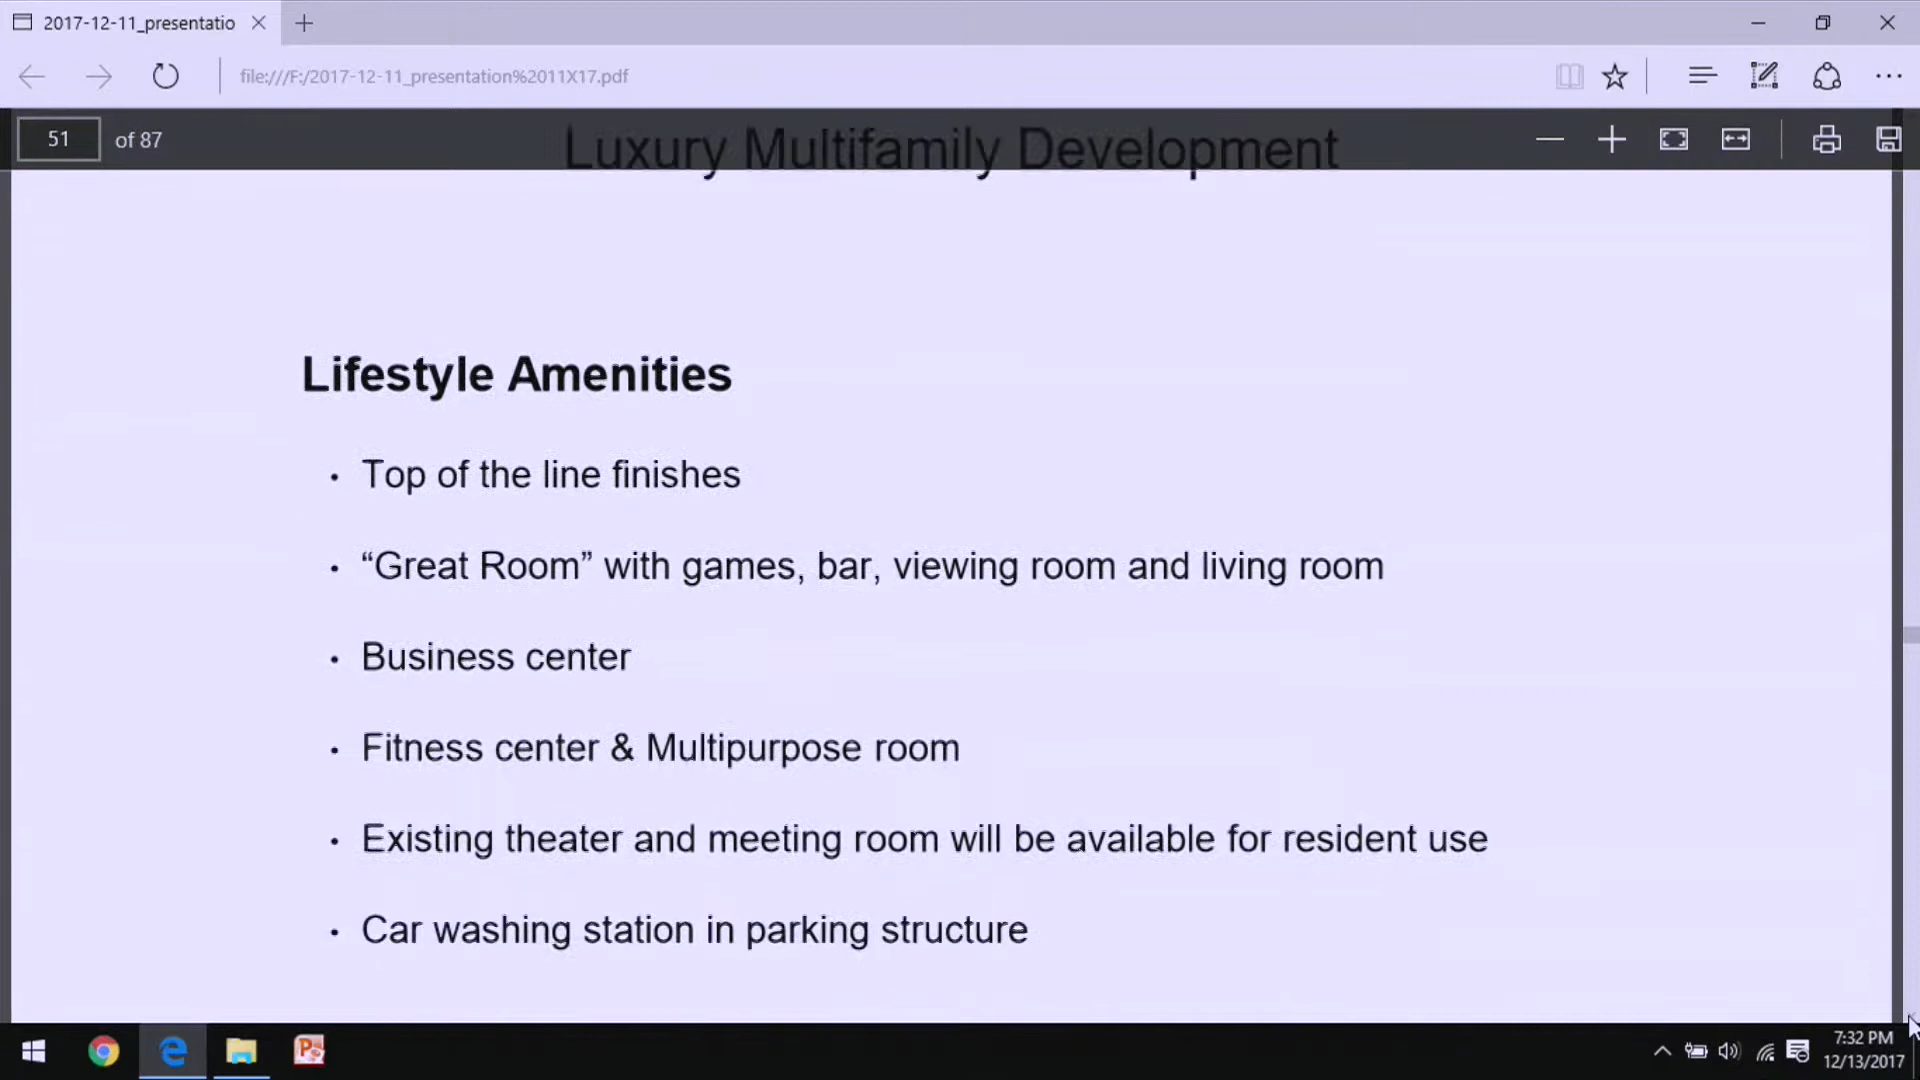 2017-12-11_presentatio
file:///F:/2017-12-11_presentation%2011X17.pdf
51 of 87
Luxury Multifamily Development
Lifestyle Amenities
• Top of the line finishes
• “Great Room” with games, bar, viewing room and living room
• Business center
• Fitness center & Multipurpose room
• Existing theater and meeting room will be available for resident use
• Car washing station in parking structure
7:32 PM
12/13/2017